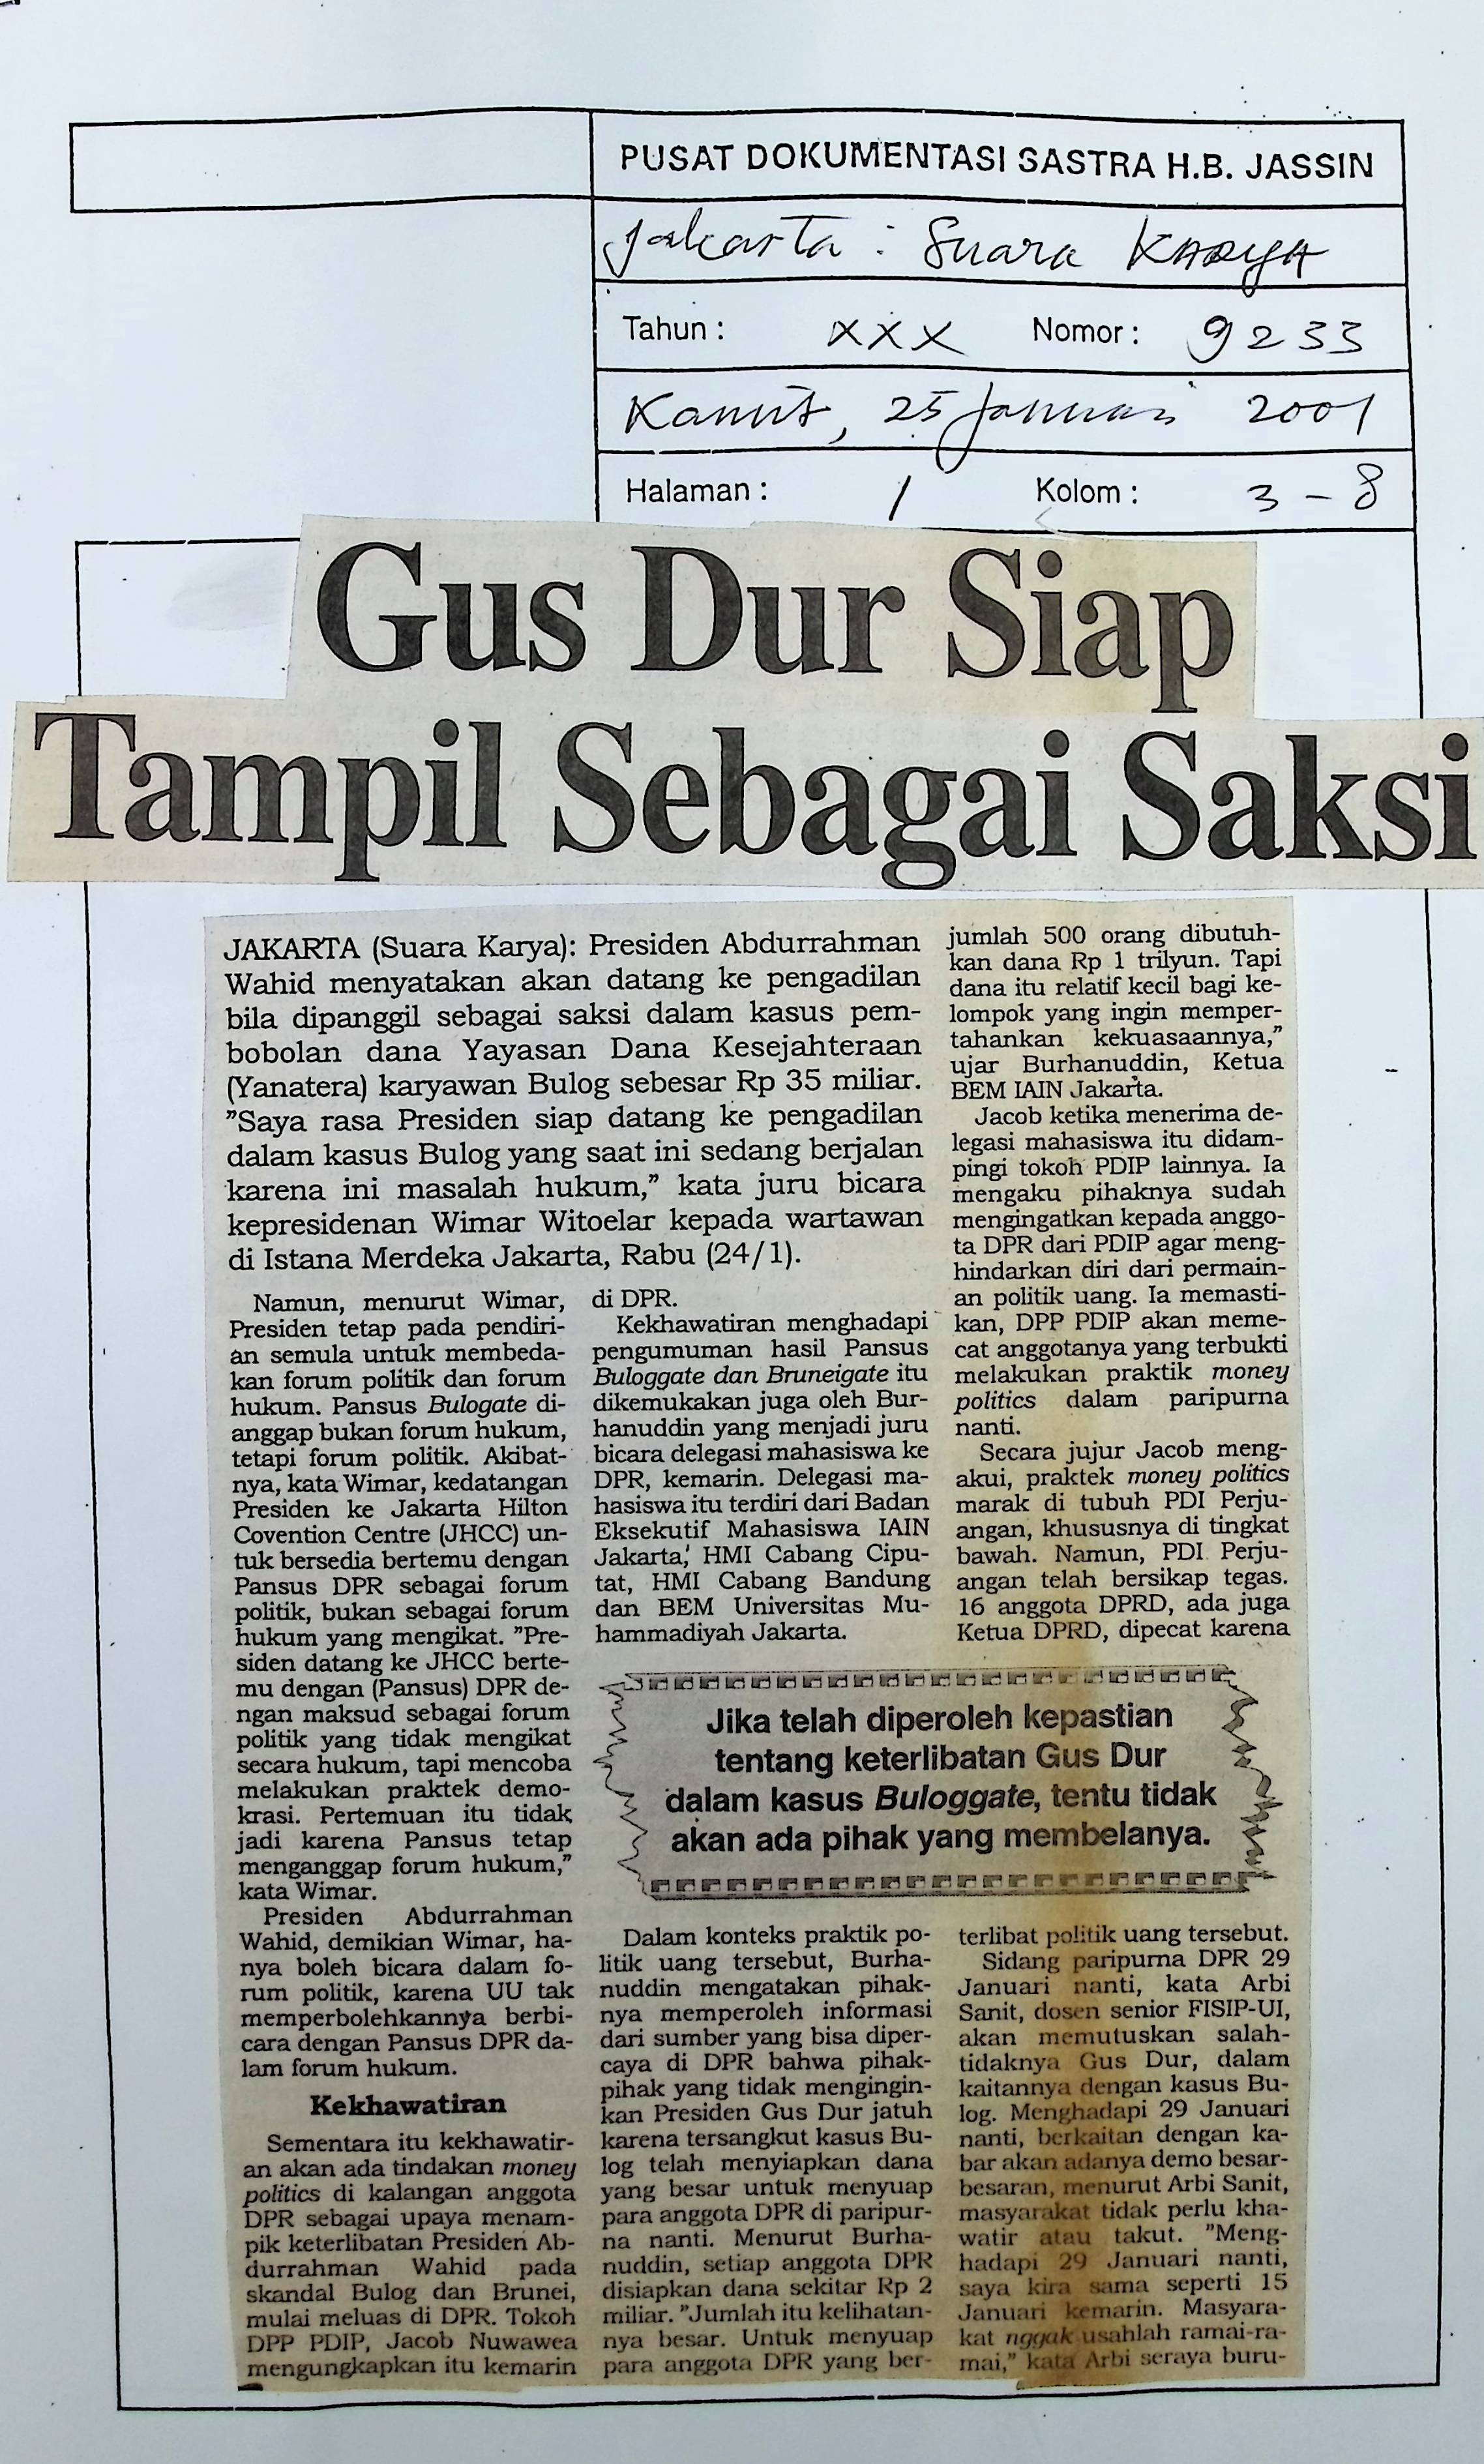 PUSAT DOKUMENTASI SASTRA H.B. JASSIN
Jakarta : Suara KARYA
Tahun : XXX Nomor : 9233
Kamis, 25 Januari 2001
Halaman : 1 Kolom : 3 - 8
Gus Dur Siap
Tampil Sebagai Saksi
JAKARTA (Suara Karya): Presiden Abdurrahman
Wahid menyatakan akan datang ke pengadilan
bila dipanggil sebagai saksi dalam kasus pem-
bobolan dana Yayasan Dana Kesejahteraan
(Yanatera) karyawan Bulog sebesar Rp 35 miliar.
”Saya rasa Presiden siap datang ke pengadilan
dalam kasus Bulog yang saat ini sedang berjalan
karena ini masalah hukum,” kata juru bicara
kepresidenan Wimar Witoelar kepada wartawan
di Istana Merdeka Jakarta, Rabu (24/1).
Namun, menurut Wimar,
Presiden tetap pada pendiri-
an semula untuk membeda-
kan forum politik dan forum
hukum. Pansus Bulogate di-
anggap bukan forum hukum,
tetapi forum politik. Akibat-
nya, kata Wimar, kedatangan
Presiden ke Jakarta Hilton
Covention Centre (JHCC) un-
tuk bersedia bertemu dengan
Pansus DPR sebagai forum
politik, bukan sebagai forum
hukum yang mengikat. ”Pre-
siden datang ke JHCC berte-
mu dengan (Pansus) DPR de-
ngan maksud sebagai forum
politik yang tidak mengikat
secara hukum, tapi mencoba
melakukan praktek demo-
krasi. Pertemuan itu tidak
jadi karena Pansus tetap
menganggap forum hukum,”
kata Wimar.
Presiden Abdurrahman
Wahid, demikian Wimar, ha-
nya boleh bicara dalam fo-
rum politik, karena UU tak
memperbolehkannya berbi-
cara dengan Pansus DPR da-
lam forum hukum.
Kekhawatiran
Sementara itu kekhawatir-
an akan ada tindakan money
politics di kalangan anggota
DPR sebagai upaya menam-
pik keterlibatan Presiden Ab-
durrahman Wahid pada
skandal Bulog dan Brunei,
mulai meluas di DPR. Tokoh
DPP PDIP, Jacob Nuwawea
mengungkapkan itu kemarin
di DPR.
Kekhawatiran menghadapi
pengumuman hasil Pansus
Buloggate dan Bruneigate itu
dikemukakan juga oleh Bur-
hanuddin yang menjadi juru
bicara delegasi mahasiswa ke
DPR, kemarin. Delegasi ma-
hasiswa itu terdiri dari Badan
Eksekutif Mahasiswa IAIN
Jakarta, HMI Cabang Cipu-
tat, HMI Cabang Bandung
dan BEM Universitas Mu-
hammadiyah Jakarta.
Jika telah diperoleh kepastian
tentang keterlibatan Gus Dur
dalam kasus Buloggate, tentu tidak
akan ada pihak yang membelanya.
Dalam konteks praktik po-
litik uang tersebut, Burha-
nuddin mengatakan pihak-
nya memperoleh informasi
dari sumber yang bisa diper-
caya di DPR bahwa pihak-
pihak yang tidak mengingin-
kan Presiden Gus Dur jatuh
karena tersangkut kasus Bu-
log telah menyiapkan dana
yang besar untuk menyuap
para anggota DPR di paripur-
na nanti. Menurut Burha-
nuddin, setiap anggota DPR
disiapkan dana sekitar Rp 2
miliar. ”Jumlah itu kelihatan-
nya besar. Untuk menyuap
para anggota DPR yang ber-
jumlah 500 orang dibutuh-
kan dana Rp 1 trilyun. Tapi
dana itu relatif kecil bagi ke-
lompok yang ingin memper-
tahankan kekuasaannya,”
ujar Burhanuddin, Ketua
BEM IAIN Jakarta.
Jacob ketika menerima de-
legasi mahasiswa itu didam-
pingi tokoh PDIP lainnya. Ia
mengaku pihaknya sudah
mengingatkan kepada anggo-
ta DPR dari PDIP agar meng-
hindarkan diri dari permain-
an politik uang. Ia memasti-
kan, DPP PDIP akan meme-
cat anggotanya yang terbukti
melakukan praktik money
politics dalam paripurna
nanti.
Secara jujur Jacob meng-
akui, praktek money politics
marak di tubuh PDI Perju-
angan, khususnya di tingkat
bawah. Namun, PDI Perju-
angan telah bersikap tegas.
16 anggota DPRD, ada juga
Ketua DPRD, dipecat karena
terlibat politik uang tersebut.
Sidang paripurna DPR 29
Januari nanti, kata Arbi
Sanit, dosen senior FISIP-UI,
akan memutuskan salah-
tidaknya Gus Dur, dalam
kaitannya dengan kasus Bu-
log. Menghadapi 29 Januari
nanti, berkaitan dengan ka-
bar akan adanya demo besar-
besaran, menurut Arbi Sanit,
masyarakat tidak perlu kha-
watir atau takut. ”Meng-
hadapi 29 Januari nanti,
saya kira sama seperti 15
Januari kemarin. Masyara-
kat nggak usahlah ramai-ra-
mai,” kata Arbi seraya buru-